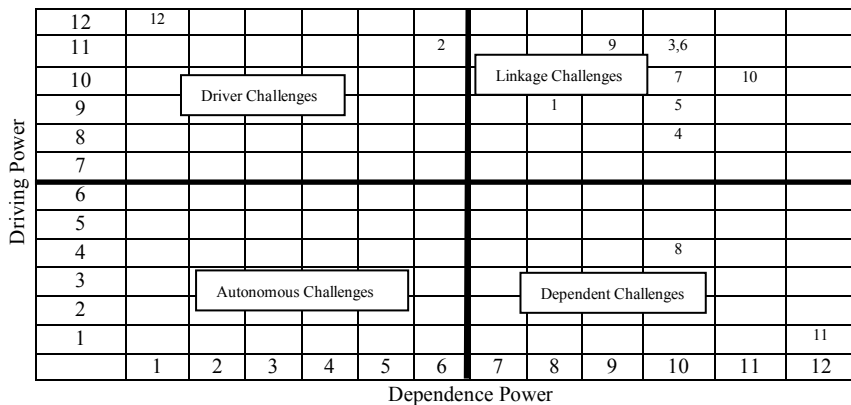 12 12
11 2 9 3,6
Linkage Challenges
10 7 10
Driver Challenges
9 1 5
8 4
7
6
5
4 8
3
Autonomous Challenges Dependent Challenges
2
1 11
1 2 3 4 5 6 7 8 9 10 11 12
Dependence Power
Driving Power